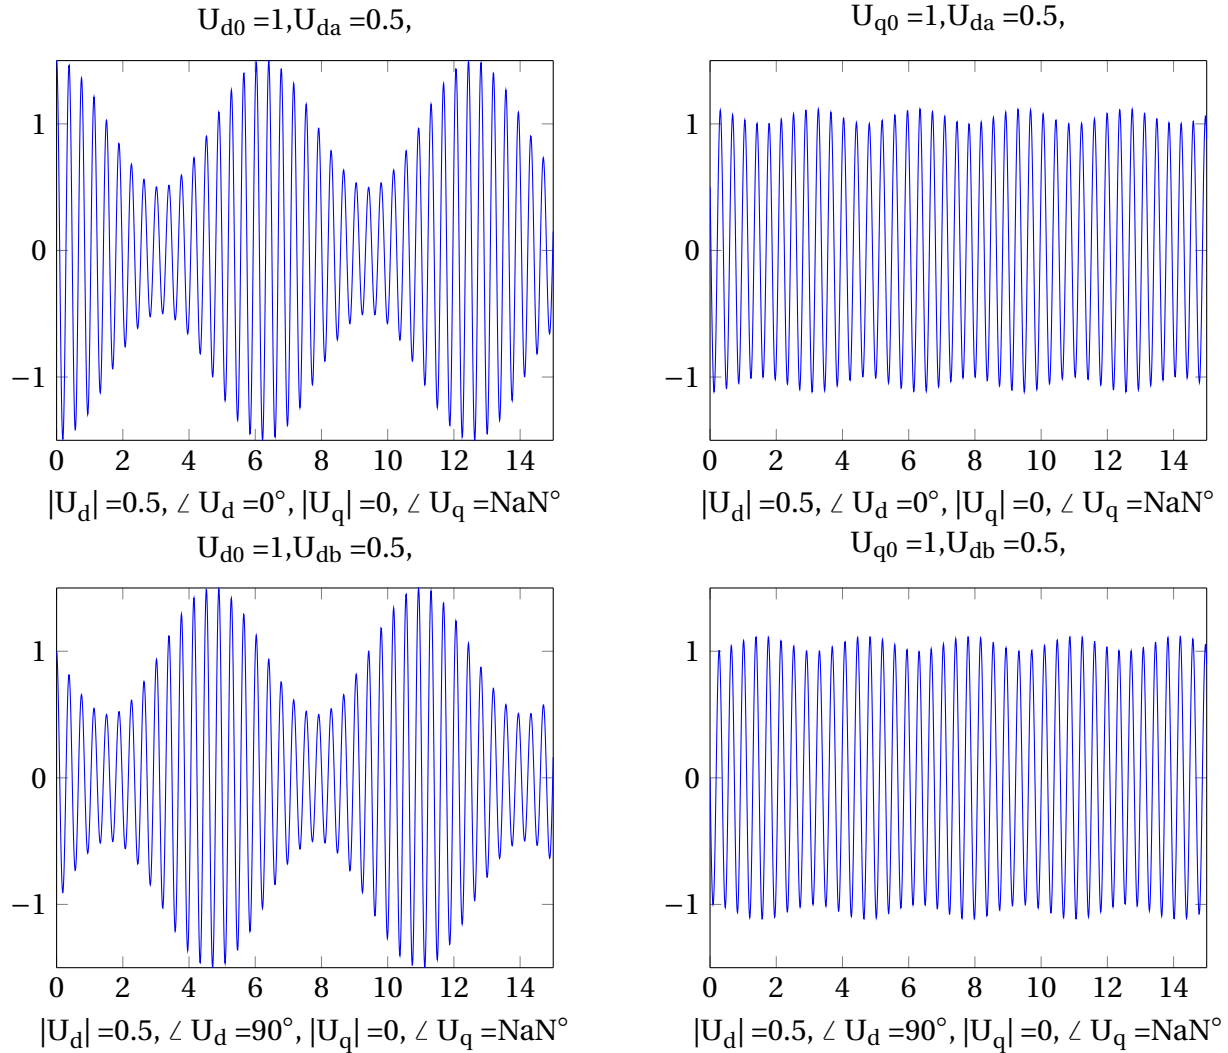 U_d0 =1,U_da =0.5,
1
0
−1
0 2 4 6 8 10 12 14
|U_d| =0.5, ∠ U_d =0°, |U_q| =0, ∠ U_q =NaN°
U_q0 =1,U_da =0.5,
1
0
−1
0 2 4 6 8 10 12 14
|U_d| =0.5, ∠ U_d =0°, |U_q| =0, ∠ U_q =NaN°
U_d0 =1,U_db =0.5,
1
0
−1
0 2 4 6 8 10 12 14
|U_d| =0.5, ∠ U_d =90°, |U_q| =0, ∠ U_q =NaN°
U_q0 =1,U_db =0.5,
1
0
−1
0 2 4 6 8 10 12 14
|U_d| =0.5, ∠ U_d =90°, |U_q| =0, ∠ U_q =NaN°